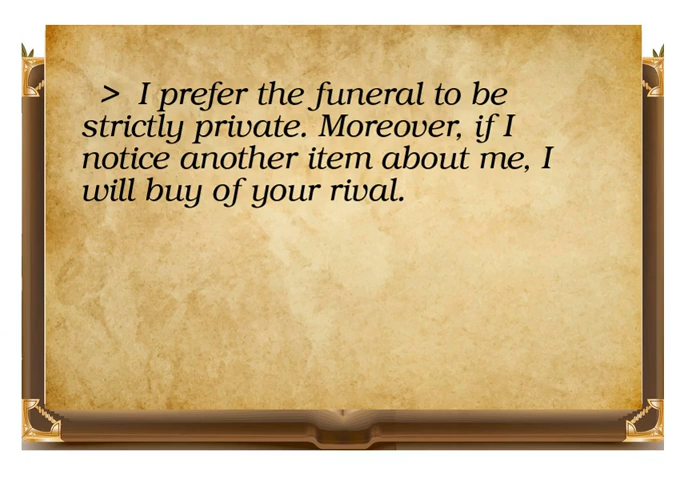 > I prefer the funeral to be
strictly private. Moreover, if I
notice another item about me, I
will buy of your rival.